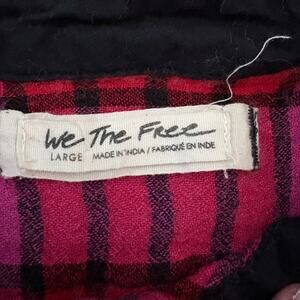 We The Free
LARGE MADE IN INDIA / FABRIQUÉ EN INDE